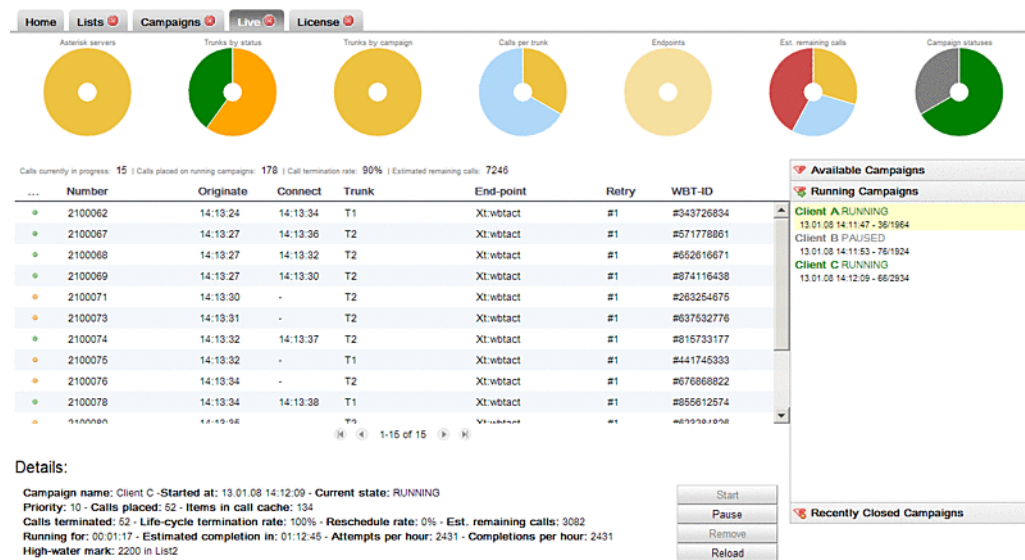 Home Lists Campaigns Live License
Asterisk servers Trunks by status Trunks by campaign Calls per trunk Endpoints Est. remaining calls Campaign statuses
Calls currently in progress: 15 | Calls placed on running campaigns: 178 | Call termination rate: 90% | Estimated remaining calls: 7246
... Number Originate Connect Trunk End-point Retry WBT-ID
2100062 14:13:24 14:13:34 T1 Xt:wbtact #1 #343726834
2100067 14:13:27 14:13:36 T2 Xt:wbtact #1 #571778861
2100068 14:13:27 14:13:32 T2 Xt:wbtact #1 #652616671
2100069 14:13:27 14:13:30 T2 Xt:wbtact #1 #874116438
2100071 14:13:30 - T2 Xt:wbtact #1 #263254675
2100073 14:13:31 - T2 Xt:wbtact #1 #637532776
2100074 14:13:32 14:13:37 T2 Xt:wbtact #1 #815733177
2100075 14:13:32 - T1 Xt:wbtact #1 #441745333
2100076 14:13:34 - T2 Xt:wbtact #1 #676868822
2100078 14:13:34 14:13:38 T1 Xt:wbtact #1 #855612574
1-15 of 15
Available Campaigns
Running Campaigns
Client A RUNNING
13.01.08 14:11:47 - 36/1964
Client B PAUSED
13.01.08 14:11:53 - 76/1924
Client C RUNNING
13.01.08 14:12:09 - 66/2934
Recently Closed Campaigns
Details:
Campaign name: Client C -Started at: 13.01.08 14:12:09 - Current state: RUNNING
Priority: 10 - Calls placed: 52 - Items in call cache: 134
Calls terminated: 52 - Life-cycle termination rate: 100% - Reschedule rate: 0% - Est. remaining calls: 3082
Running for: 00:01:17 - Estimated completion in: 01:12:45 - Attempts per hour: 2431 - Completions per hour: 2431
High-water mark: 2200 in List2
Start
Pause
Remove
Reload